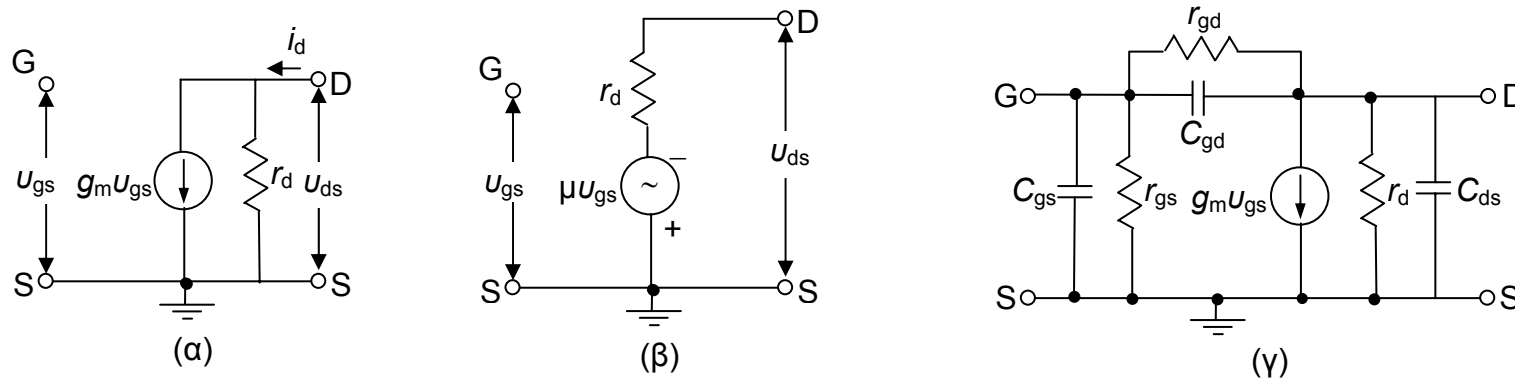 i_d
G
D
u_gs
g_m u_gs
r_d
u_ds
S
S
(α)
D
G
r_d
–
u_gs
μu_gs
~
u_ds
+
S
S
(β)
r_gd
G
D
C_gd
C_gs
r_gs
g_m u_gs
r_d
C_ds
S
S
(γ)